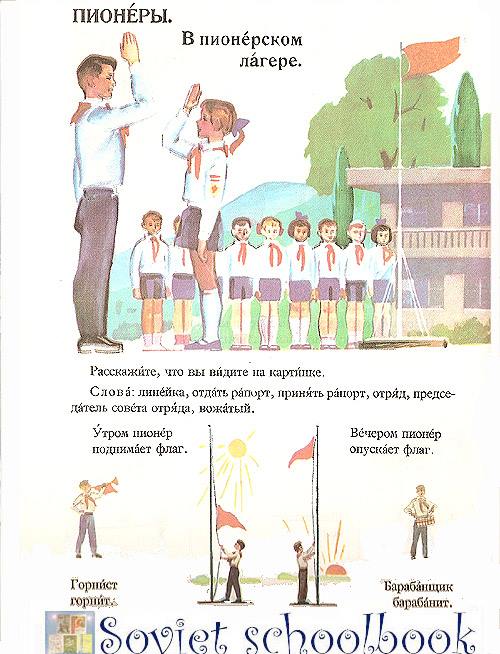 ПИОНЕ́РЫ.
В пионе́рском
ла́гере.
Расскажи́те, что вы ви́дите на карти́нке.
Слова́: лине́йка, отда́ть ра́порт, приня́ть ра́порт, отря́д, предсе-
да́тель сове́та отря́да, вожа́тый.
У́тром пионе́р
поднима́ет флаг.
Ве́чером пионе́р
опуска́ет флаг.
Горни́ст
горни́т.
Бараба́нщик
бараба́нит.
Soviet schoolbook